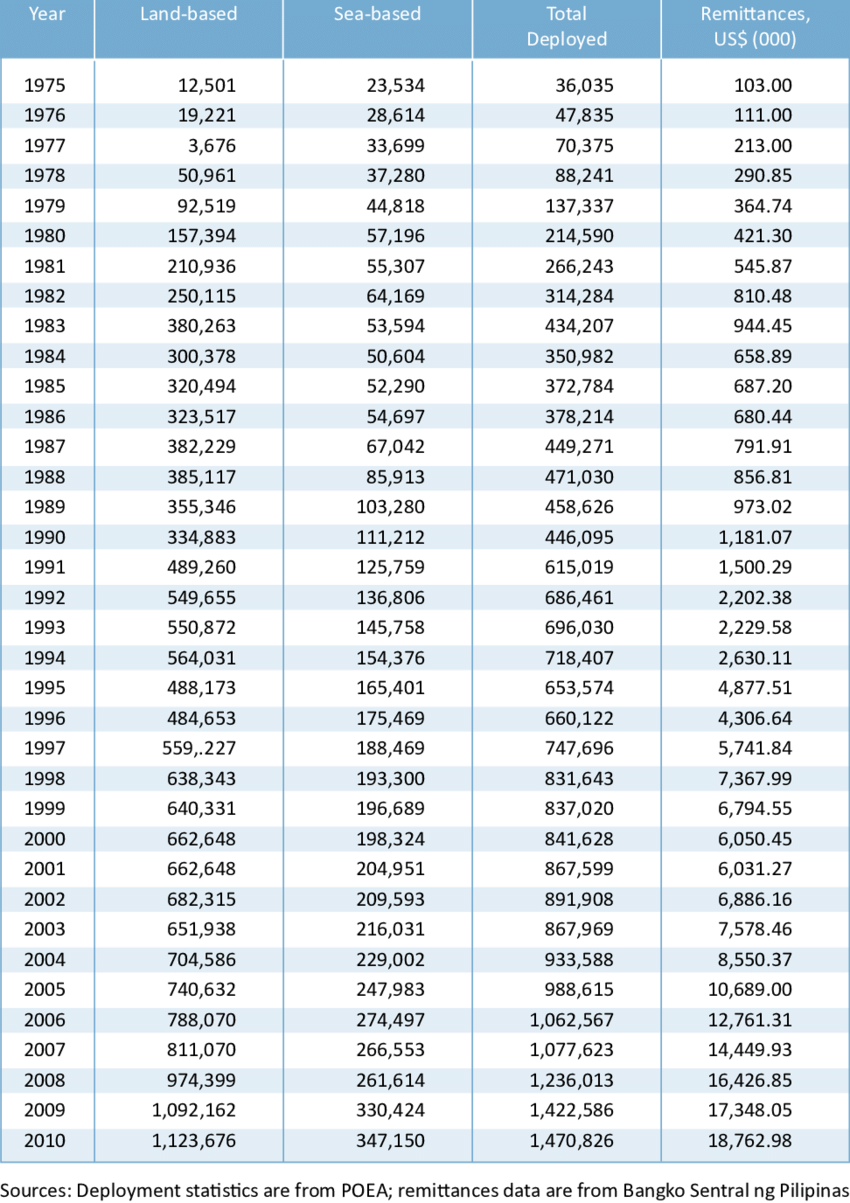 Year Land-based Sea-based Total Deployed Remittances, US$ (000)
1975 12,501 23,534 36,035 103.00
1976 19,221 28,614 47,835 111.00
1977 3,676 33,699 70,375 213.00
1978 50,961 37,280 88,241 290.85
1979 92,519 44,818 137,337 364.74
1980 157,394 57,196 214,590 421.30
1981 210,936 55,307 266,243 545.87
1982 250,115 64,169 314,284 810.48
1983 380,263 53,594 434,207 944.45
1984 300,378 50,604 350,982 658.89
1985 320,494 52,290 372,784 687.20
1986 323,517 54,697 378,214 680.44
1987 382,229 67,042 449,271 791.91
1988 385,117 85,913 471,030 856.81
1989 355,346 103,280 458,626 973.02
1990 334,883 111,212 446,095 1,181.07
1991 489,260 125,759 615,019 1,500.29
1992 549,655 136,806 686,461 2,202.38
1993 550,872 145,758 696,030 2,229.58
1994 564,031 154,376 718,407 2,630.11
1995 488,173 165,401 653,574 4,877.51
1996 484,653 175,469 660,122 4,306.64
1997 559,.227 188,469 747,696 5,741.84
1998 638,343 193,300 831,643 7,367.99
1999 640,331 196,689 837,020 6,794.55
2000 662,648 198,324 841,628 6,050.45
2001 662,648 204,951 867,599 6,031.27
2002 682,315 209,593 891,908 6,886.16
2003 651,938 216,031 867,969 7,578.46
2004 704,586 229,002 933,588 8,550.37
2005 740,632 247,983 988,615 10,689.00
2006 788,070 274,497 1,062,567 12,761.31
2007 811,070 266,553 1,077,623 14,449.93
2008 974,399 261,614 1,236,013 16,426.85
2009 1,092,162 330,424 1,422,586 17,348.05
2010 1,123,676 347,150 1,470,826 18,762.98
Sources: Deployment statistics are from POEA; remittances data are from Bangko Sentral ng Pilipinas